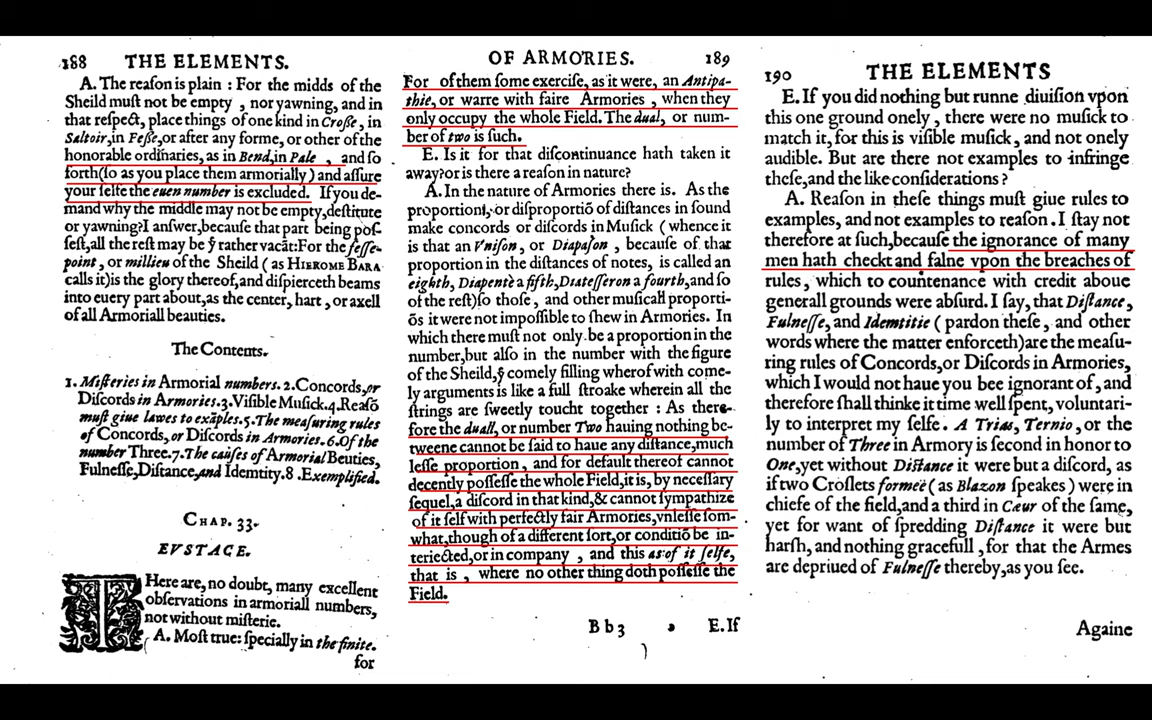 188 THE ELEMENTS.
A. The reaſon is plain : For the midds of the
Sheild muſt not be empty , nor yawning, and in
that reſpect, place things of one kind in Croſſe, in
Saltoir,in Feſſe,or after any forme, or other of the
honorable ordinaries, as in Bend,in Pale , and ſo
forth(ſo as you place them armorially) and aſſure
your ſelfe the euen number is excluded. If you de-
mand why the middle may not be empty,deſtitute
or yawning?I anſwer,becauſe that part being poſ-
ſeſt,all the reſt may be ẙ rather vacāt:For the feſſe-
point, or millieu of the Sheild (as HIEROME BARA
calls it)is the glory thereof,and diſpierceth beams
into euery part about,as the center, hart, or axell
of all Armoriall beauties.
The Contents.
1. Miſteries in Armorial numbers. 2.Concords,or
Diſcords in Armories.3.Viſible Muſick.4.Reaſō
muſt giue lawes to exāples.5.The meaſuring rules
of Concords,or Diſcords in Armories.6.Of the
number Three.7.The cauſes of Armorial Beuties,
Fulneſſe,Diſtance,and Identity.8.Exemplified.
CHAP. 33.
EVSTACE.
THere are, no doubt, many excellent
obſervations in armoriall numbers,
not without miſterie.
A. Moſt true: ſpecially in the finite.
for
OF ARMORIES. 189
For of them ſome exerciſe, as it were, an Antipa-
thie, or warre with faire Armories , when they
only occupy the whole Field. The dual, or num-
ber of two is ſuch.
E. Is it for that diſcontinuance hath taken it
away?or is there a reaſon in nature?
A. In the nature of Armories there is. As the
proportions,or diſproportiō of diſtances in ſound
make concords or diſcords in Muſick (whence it
is that an Vniſon, or Diapaſon, becauſe of that
proportion in the diſtances of notes, is called an
eighth, Diapente a fifth,Diateſſeron a fourth,and ſo
of the reſt)ſo thoſe, and other muſicall proporti-
ōs it were not impoſſible to ſhew in Armories. In
which there muſt not only be a proportion in the
number,but alſo in the number with the figure
of the Sheild,ẙ comely filling wherof with come-
ly arguments is like a full ſtroake wherein all the
ſtrings are ſweetly toucht together : As there-
fore the duall, or number Two hauing nothing be-
tweene cannot be ſaid to haue any diſtance,much
leſſe proportion, and for default thereof cannot
decently poſſeſſe the whole Field,it is, by neceſſary
ſequel,a diſcord in that kind,& cannot ſympathize
of it ſelf with perfectly fair Armories,vnleſſe ſom-
what,though of a different ſort,or conditiō be in-
teriected,or in company , and this as of it ſelfe,
that is , where no other thing doth poſſeſſe the
Field.
Bb3 E.If
190 THE ELEMENTS
E. If you did nothing but runne diuiſion vpon
this one ground onely , there were no muſick to
match it, for this is viſible muſick, and not onely
audible. But are there not examples to infringe
theſe,and the like conſiderations ?
A. Reaſon in theſe things muſt giue rules to
examples, and not examples to reaſon. I ſtay not
therefore at ſuch,becauſe the ignorance of many
men hath checkt and falne vpon the breaches of
rules , which to countenance with credit aboue
generall grounds were abſurd. I ſay, that Diſtance,
Fulneſſe, and Idemtitie ( pardon theſe , and other
words where the matter enforceth)are the meaſu-
ring rules of Concords,or Diſcords in Armories,
which I would not haue you bee ignorant of, and
therefore ſhall thinke it time well ſpent, voluntari-
ly to interpret my ſelfe. A Trias, Ternio, or the
number of Three in Armory is ſecond in honor to
One,yet without Diſtance it were but a diſcord, as
if two Croſlets formeé ( as Blazon ſpeakes ) were in
chiefe of the field,and a third in Cœur of the ſame,
yet for want of ſpredding Diſtance it were but
harſh, and nothing gracefull , for that the Armes
are depriued of Fulneſſe thereby,as you ſee.
Againe